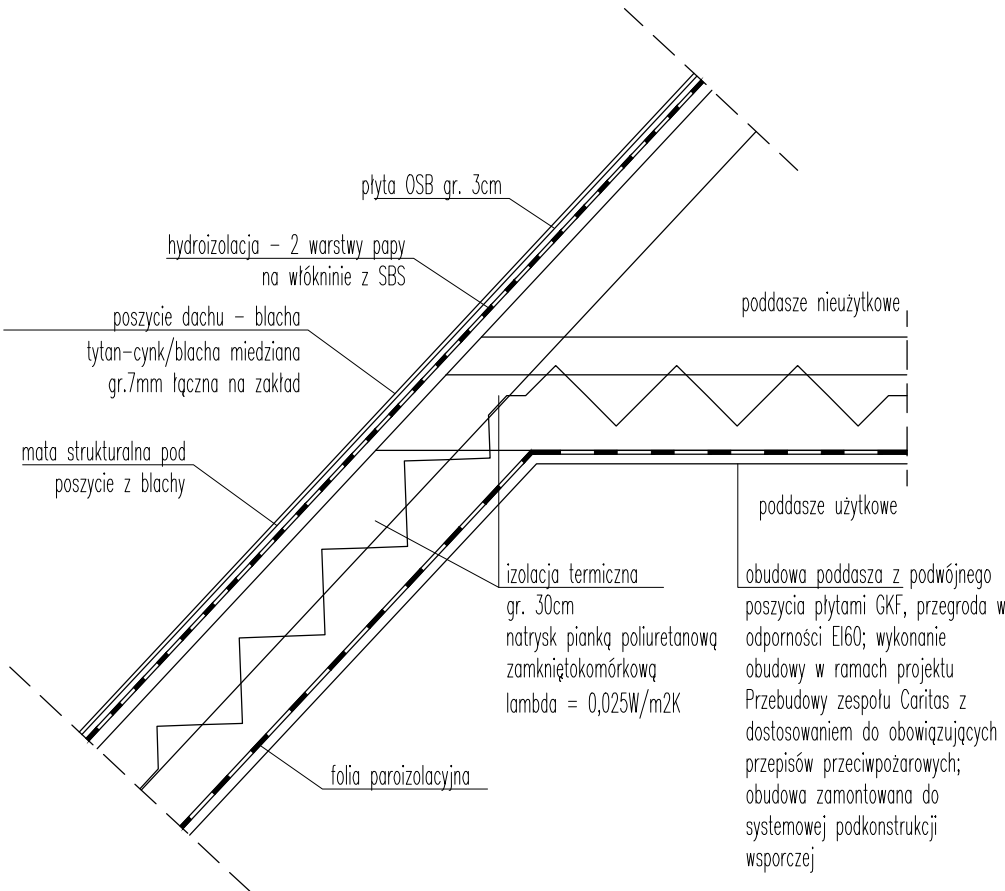 płyta OSB gr. 3cm
hydroizolacja - 2 warstwy papy
na włókninie z SBS
poszycie dachu - blacha
tytan-cynk/blacha miedziana
gr.7mm łączna na zakład
mata strukturalna pod
poszycie z blachy
poddasze nieużytkowe
poddasze użytkowe
izolacja termiczna
gr. 30cm
natrysk pianką poliuretanową
zamkniętokomórkową
lambda = 0,025W/m2K
obudowa poddasza z podwójnego
poszycia płytami GKF, przegroda w
odporności EI60; wykonanie
obudowy w ramach projektu
Przebudowy zespołu Caritas z
dostosowaniem do obowiązujących
przepisów przeciwpożarowych;
obudowa zamontowana do
systemowej podkonstrukcji
wsporczej
folia paroizolacyjna